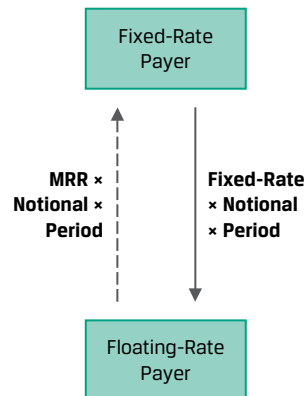 Fixed-Rate
Payer
MRR ×
Notional ×
Period
Fixed-Rate
× Notional
× Period
Floating-Rate
Payer